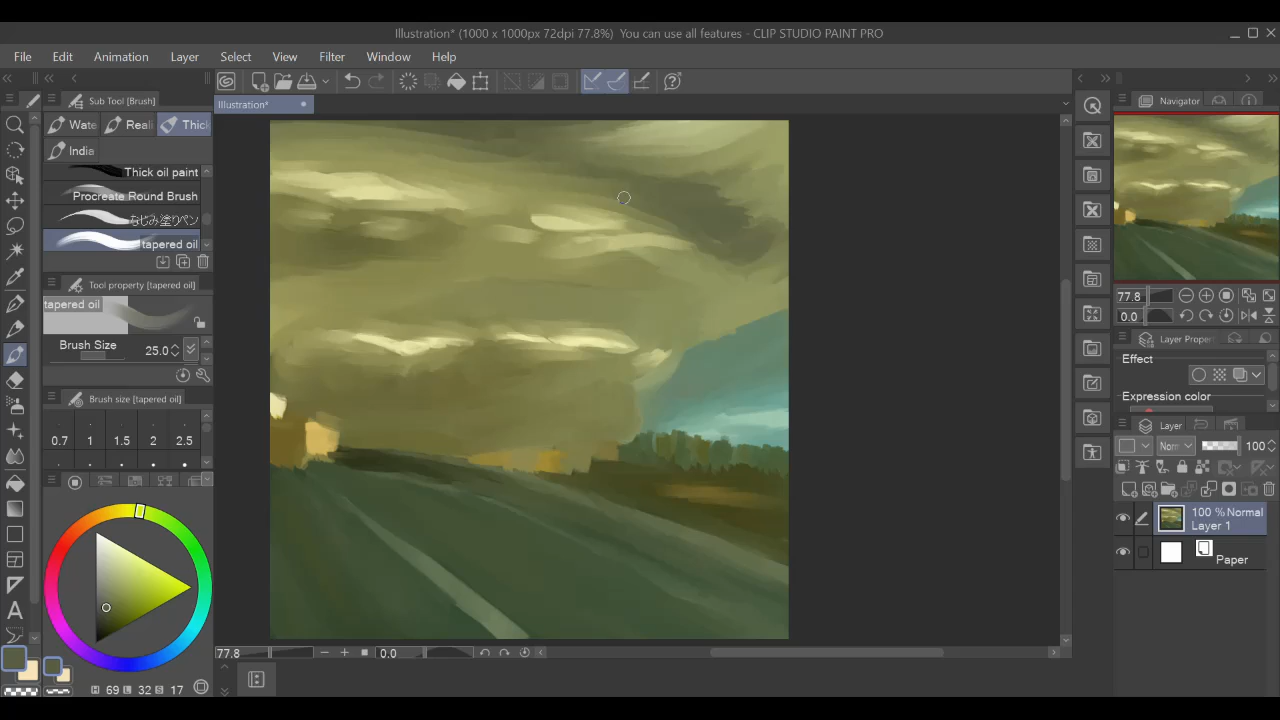 Illustration* (1000 x 1000px 72dpi 77.8%) You can use all features - CLIP STUDIO PAINT PRO
File Edit Animation Layer Select View Filter Window Help
Sub Tool [Brush]
Illustration*
Navigator
Wate Reali Thick
India
Thick oil paint
Procreate Round Brush
なじみ塗りペン
tapered oil
Tool property [tapered oil]
tapered oil
Brush Size 25.0
Brush size [tapered oil]
0.7 1 1.5 2 2.5
H 69 L 32 S 17
77.8 0.0
77.8
0.0
Layer Proper
Effect
Expression color
Layer
Norm 100
100 % Normal
Layer 1
Paper
A